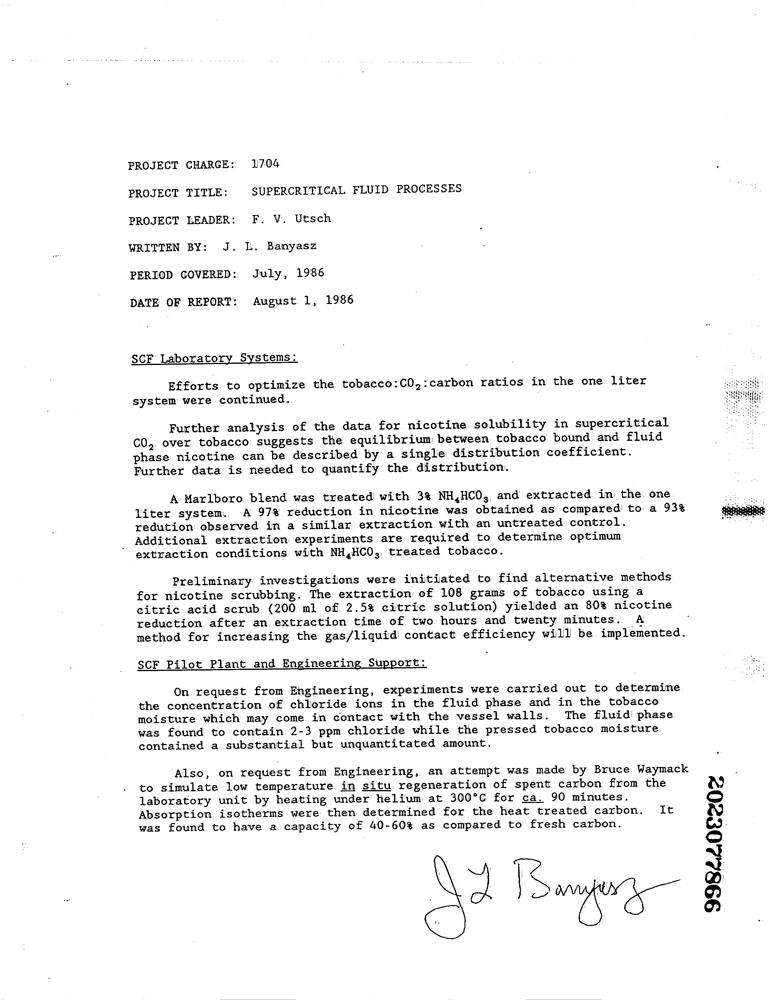 PROJECT CHARGE: 1704
PROJECT TITLE: SUPERCRITICAL FLUID PROCESSES
PROJECT LEADER: F. V. Utsch
WRITTEN BY: J. L. Banyasz
PERIOD COVERED: July, 1986
DATE OF REPORT: August 1, 1986
SCF Laboratory Systems:
Efforts to optimize the tobacco:CO₂:carbon ratios in the one liter
system were continued.
Further analysis of the data for nicotine solubility in supercritical
CO₂ over tobacco suggests the equilibrium between tobacco bound and fluid
phase nicotine can be described by a single distribution coefficient.
Further data is needed to quantify the distribution.
A Marlboro blend was treated with 3% NH₄HCO₃ and extracted in the one
liter system. A 97% reduction in nicotine was obtained as compared to a 93%
redution observed in a similar extraction with an untreated control.
Additional extraction experiments are required to determine optimum
extraction conditions with NH₄HCO₃ treated tobacco.
Preliminary investigations were initiated to find alternative methods
for nicotine scrubbing. The extraction of 108 grams of tobacco using a
citric acid scrub (200 ml of 2.5% citric solution) yielded an 80% nicotine
reduction after an extraction time of two hours and twenty minutes. A
method for increasing the gas/liquid contact efficiency will be implemented.
SCF Pilot Plant and Engineering Support:
On request from Engineering, experiments were carried out to determine
the concentration of chloride ions in the fluid phase and in the tobacco
moisture which may come in contact with the vessel walls. The fluid phase
was found to contain 2-3 ppm chloride while the pressed tobacco moisture
contained a substantial but unquantitated amount.
Also, on request from Engineering, an attempt was made by Bruce Waymack
to simulate low temperature in situ regeneration of spent carbon from the
laboratory unit by heating under helium at 300°C for ca. 90 minutes.
Absorption isotherms were then determined for the heat treated carbon. It
was found to have a capacity of 40-60% as compared to fresh carbon.
J L Banyasz
2023077866